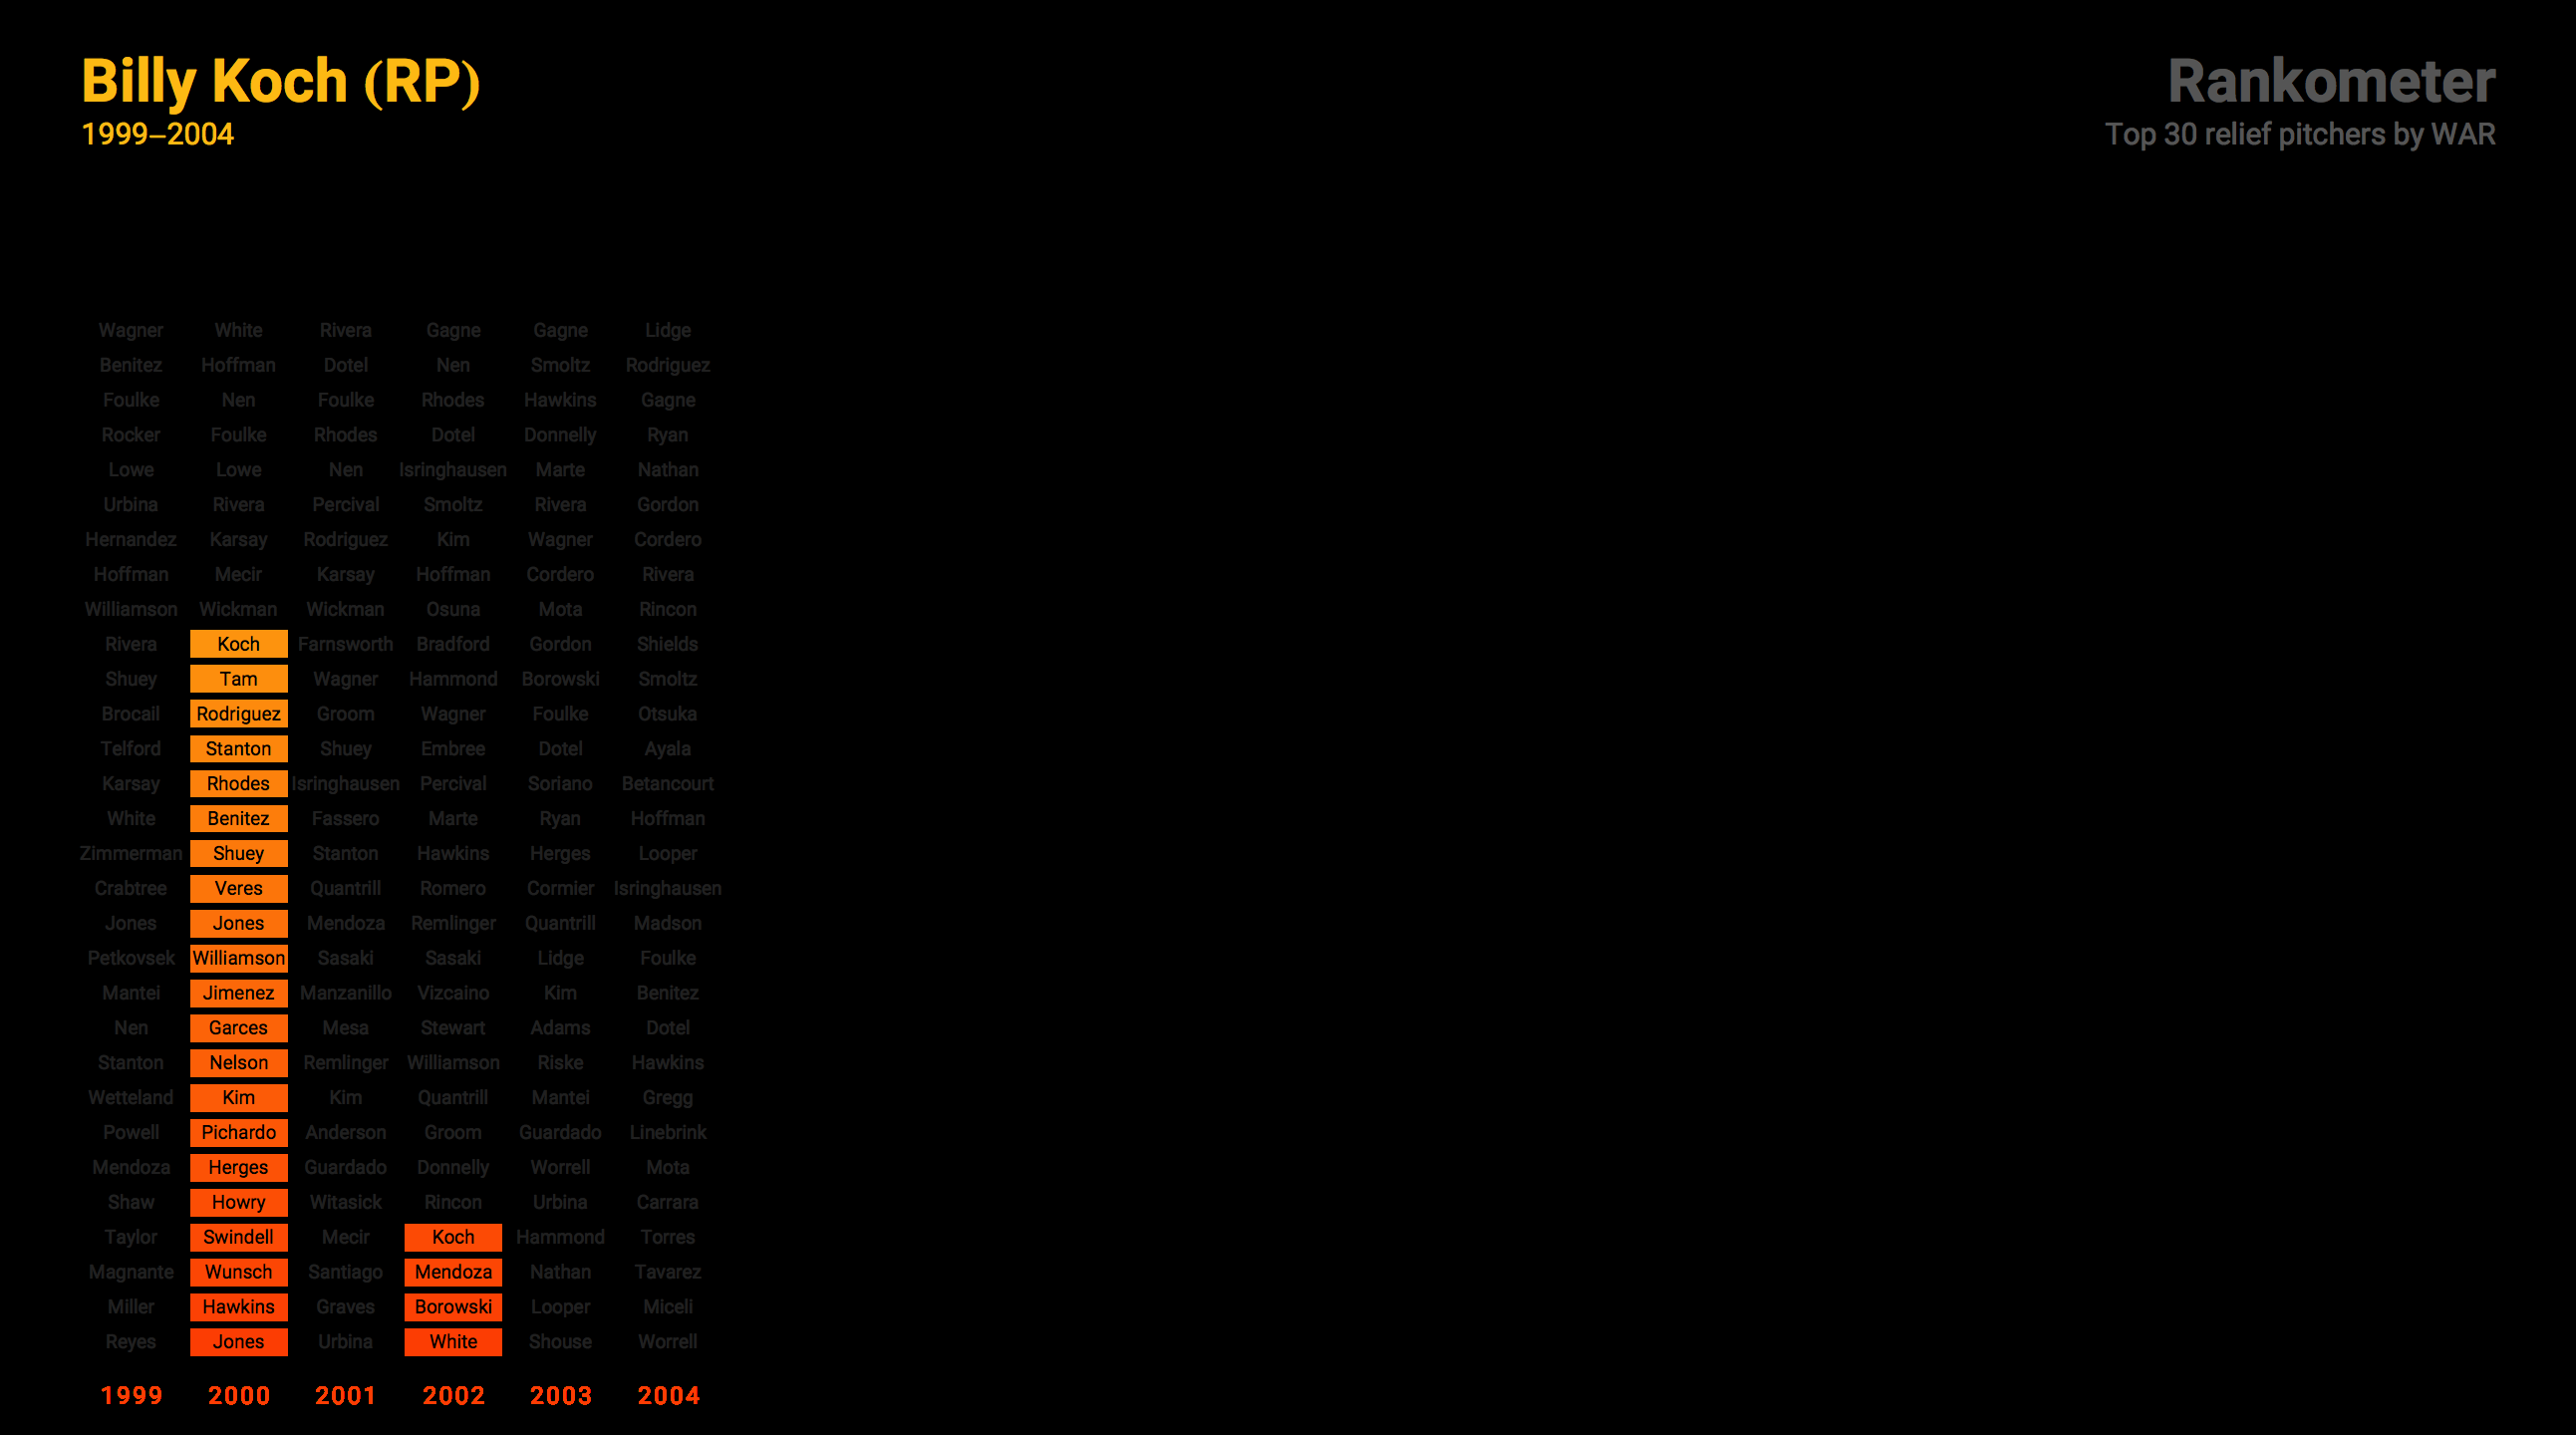 Billy Koch (RP)
1999–2004
Rankometer
Top 30 relief pitchers by WAR
Wagner White Rivera Gagne Gagne Lidge
Benitez Hoffman Dotel Nen Smoltz Rodriguez
Foulke Nen Foulke Rhodes Hawkins Gagne
Rocker Foulke Rhodes Dotel Donnelly Ryan
Lowe Lowe Nen Isringhausen Marte Nathan
Urbina Rivera Percival Smoltz Rivera Gordon
Hernandez Karsay Rodriguez Kim Wagner Cordero
Hoffman Mecir Karsay Hoffman Cordero Rivera
Williamson Wickman Wickman Osuna Mota Rincon
Rivera Koch Farnsworth Bradford Gordon Shields
Shuey Tam Wagner Hammond Borowski Smoltz
Brocail Rodriguez Groom Wagner Foulke Otsuka
Telford Stanton Shuey Embree Dotel Ayala
Karsay Rhodes Isringhausen Percival Soriano Betancourt
White Benitez Fassero Marte Ryan Hoffman
Zimmerman Shuey Stanton Hawkins Herges Looper
Crabtree Veres Quantrill Romero Cormier Isringhausen
Jones Jones Mendoza Remlinger Quantrill Madson
Petkovsek Williamson Sasaki Sasaki Lidge Foulke
Mantei Jimenez Manzanillo Vizcaino Kim Benitez
Nen Garces Mesa Stewart Adams Dotel
Stanton Nelson Remlinger Williamson Riske Hawkins
Wetteland Kim Kim Quantrill Mantei Gregg
Powell Pichardo Anderson Groom Guardado Linebrink
Mendoza Herges Guardado Donnelly Worrell Mota
Shaw Howry Witasick Rincon Urbina Carrara
Taylor Swindell Mecir Koch Hammond Torres
Magnante Wunsch Santiago Mendoza Nathan Tavarez
Miller Hawkins Graves Borowski Looper Miceli
Reyes Jones Urbina White Shouse Worrell
1999 2000 2001 2002 2003 2004